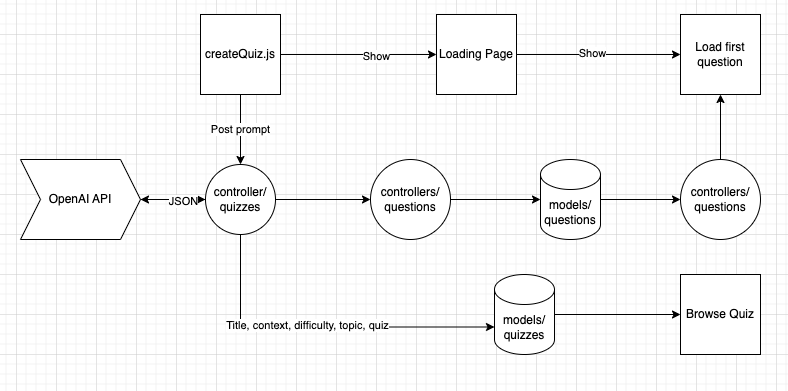 createQuiz.js
Show
Loading Page
Show
Load first
question
Post prompt
OpenAI API
JSON
controller/
quizzes
controllers/
questions
models/
questions
controllers/
questions
Title, context, difficulty, topic, quiz
models/
quizzes
Browse Quiz